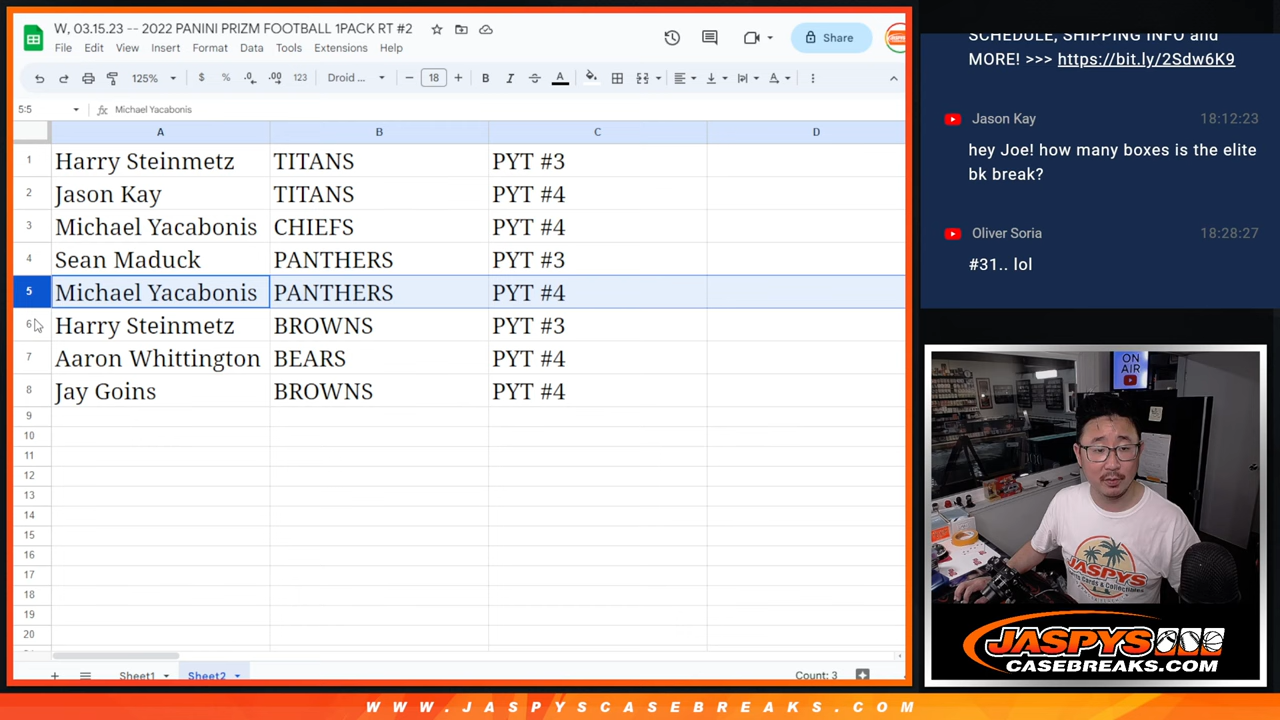 W, 03.15.23 -- 2022 PANINI PRIZM FOOTBALL 1PACK RT #2
File Edit View Insert Format Data Tools Extensions Help
Share
125% $ % .0 .00 123 Droid ... 18 B I A
5:5 fx Michael Yacabonis
A B C D
1 Harry Steinmetz TITANS PYT #3
2 Jason Kay TITANS PYT #4
3 Michael Yacabonis CHIEFS PYT #4
4 Sean Maduck PANTHERS PYT #3
5 Michael Yacabonis PANTHERS PYT #4
6 Harry Steinmetz BROWNS PYT #3
7 Aaron Whittington BEARS PYT #4
8 Jay Goins BROWNS PYT #4
9
10
11
12
13
14
15
16
17
18
19
20
Sheet1 Sheet2 Count: 3
SCHEDULE, SHIPPING INFO and
MORE! >>> https://bit.ly/2Sdw6K9
Jason Kay 18:12:23
hey Joe! how many boxes is the elite
bk break?
Oliver Soria 18:28:27
#31.. lol
ON
AIR
JASPYS
JASPYS
CASEBREAKS.COM
WWW.JASPYSCASEBREAKS.COM